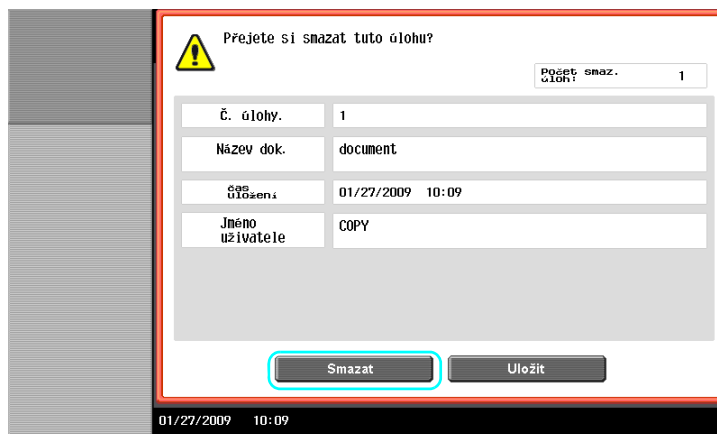 Přejete si smazat tuto úlohu?
Počet smaz.
úloh:
1
Č. úlohy.
1
Název dok.
document
čas
uložení
01/27/2009 10:09
Jméno
uživatele
COPY
Smazat
Uložit
01/27/2009 10:09